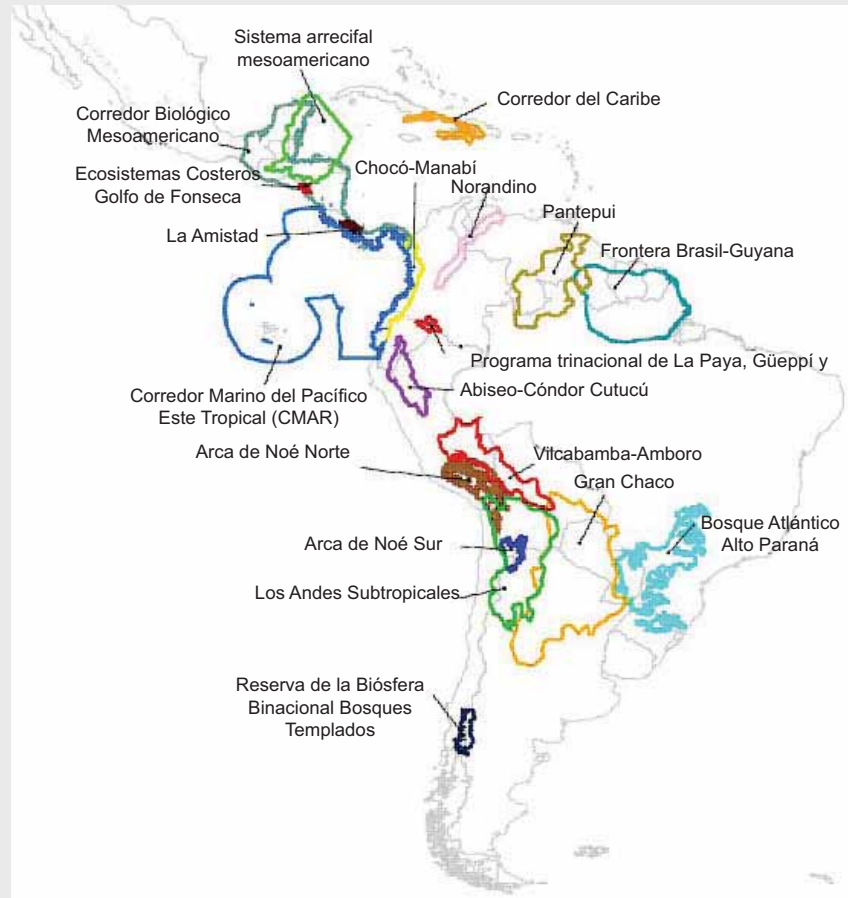 Sistema arrecifal
mesoamericano
Corredor del Caribe
Corredor Biológico
Mesoamericano
Chocó-Manabí
Ecosistemas Costeros
Golfo de Fonseca
Norandino
Pantepui
La Amistad
Frontera Brasil-Guyana
Programa trinacional de La Paya, Güeppí y
Corredor Marino del Pacífico
Este Tropical (CMAR)
Abiseo-Cóndor Cutucú
Arca de Noé Norte
Vilcabamba-Amboro
Gran Chaco
Bosque Atlántico
Alto Paraná
Arca de Noé Sur
Los Andes Subtropicales
Reserva de la Biósfera
Binacional Bosques
Templados